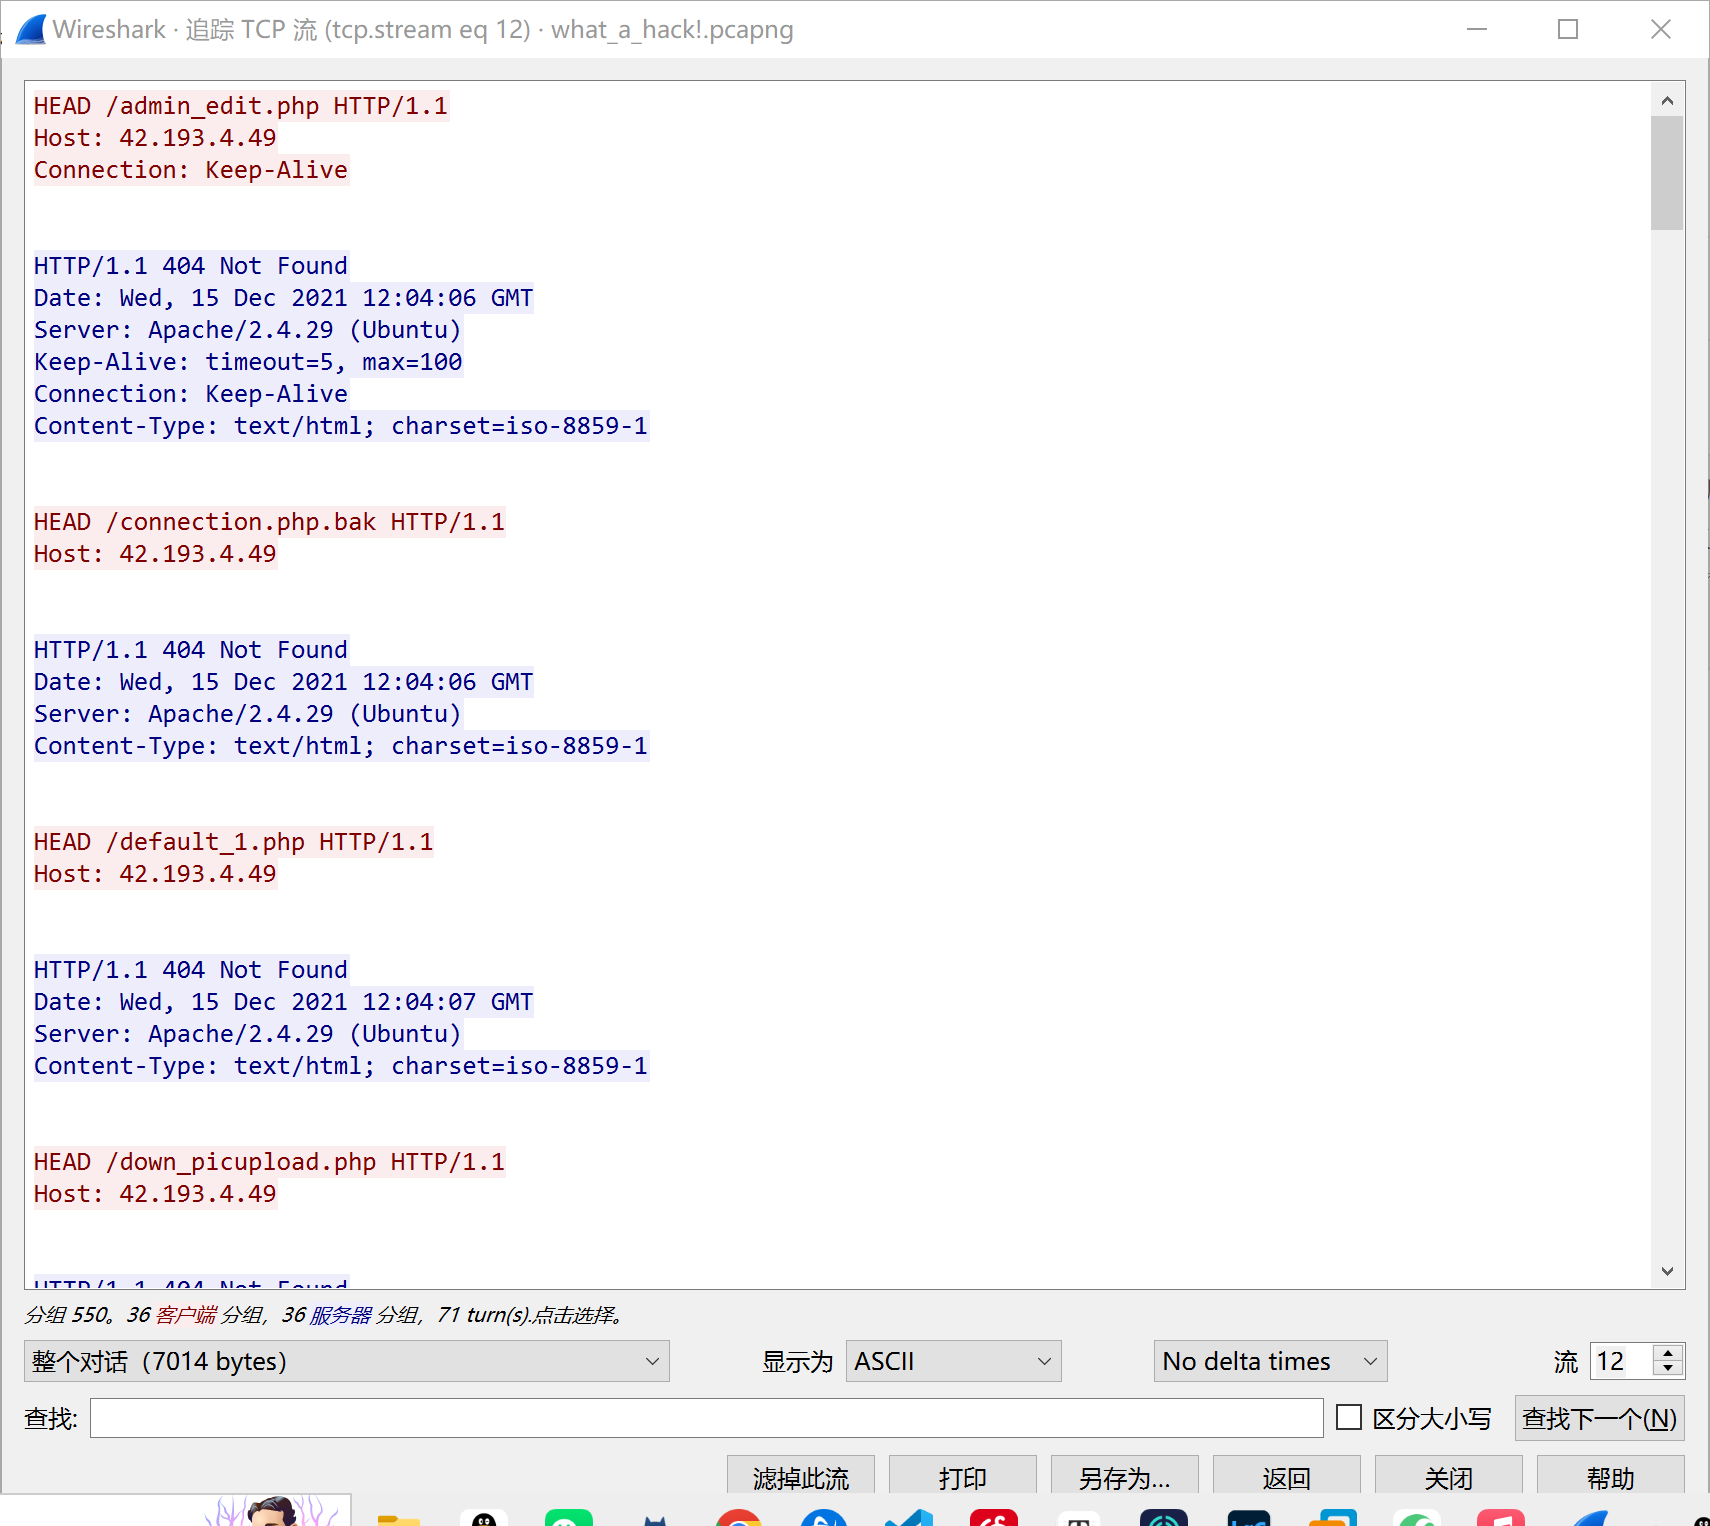 Wireshark · 追踪 TCP 流 (tcp.stream eq 12) · what_a_hack!.pcapng
HEAD /admin_edit.php HTTP/1.1
Host: 42.193.4.49
Connection: Keep-Alive
HTTP/1.1 404 Not Found
Date: Wed, 15 Dec 2021 12:04:06 GMT
Server: Apache/2.4.29 (Ubuntu)
Keep-Alive: timeout=5, max=100
Connection: Keep-Alive
Content-Type: text/html; charset=iso-8859-1
HEAD /connection.php.bak HTTP/1.1
Host: 42.193.4.49
HTTP/1.1 404 Not Found
Date: Wed, 15 Dec 2021 12:04:06 GMT
Server: Apache/2.4.29 (Ubuntu)
Content-Type: text/html; charset=iso-8859-1
HEAD /default_1.php HTTP/1.1
Host: 42.193.4.49
HTTP/1.1 404 Not Found
Date: Wed, 15 Dec 2021 12:04:07 GMT
Server: Apache/2.4.29 (Ubuntu)
Content-Type: text/html; charset=iso-8859-1
HEAD /down_picupload.php HTTP/1.1
Host: 42.193.4.49
HTTP/1.1 404 Not Found
分组 550。36 客户端 分组，36 服务器 分组，71 turn(s).点击选择。
整个对话（7014 bytes） 显示为 ASCII No delta times 流 12
查找: 区分大小写 查找下一个(N)
滤掉此流 打印 另存为... 返回 关闭 帮助